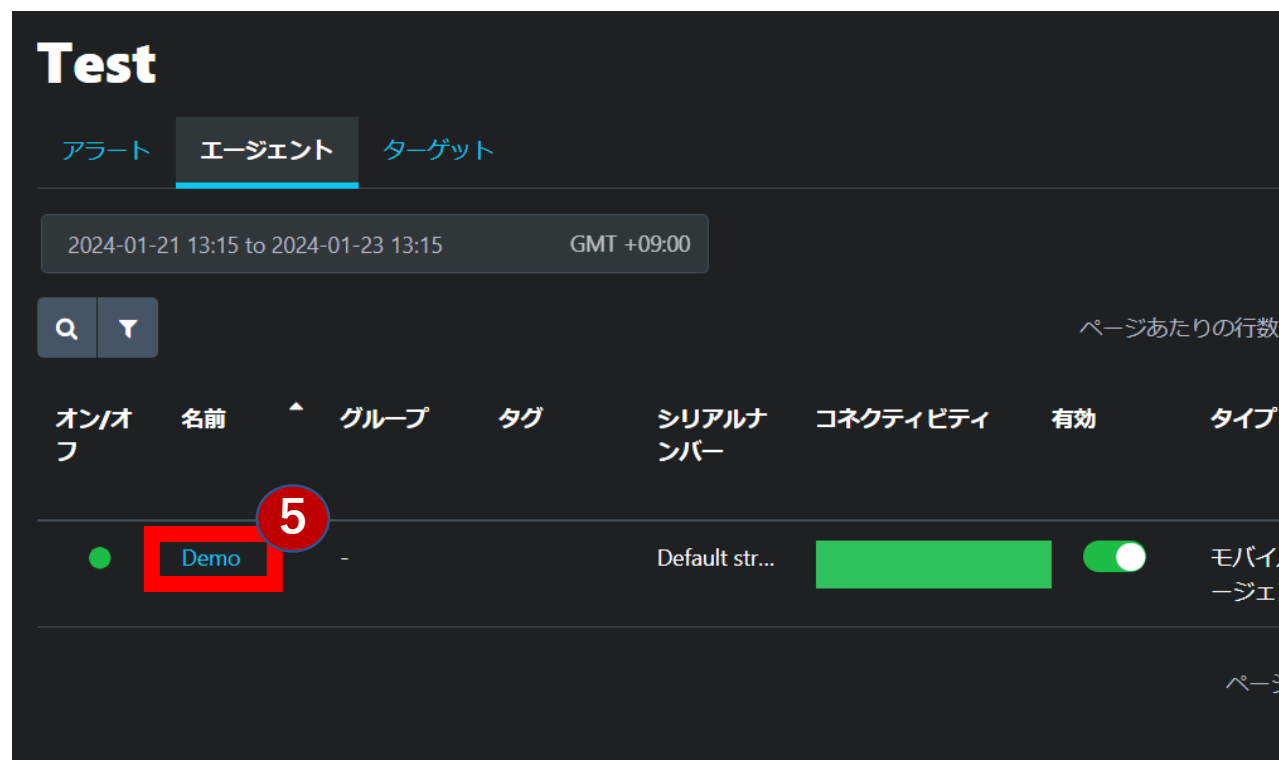 Test
アラート エージェント ターゲット
2024-01-21 13:15 to 2024-01-23 13:15 GMT +09:00
ページあたりの行数
オン/オフ 名前 グループ タグ シリアルナンバー コネクティビティ 有効 タイプ
5
Demo - Default str... モバイ
ージェ
ペー